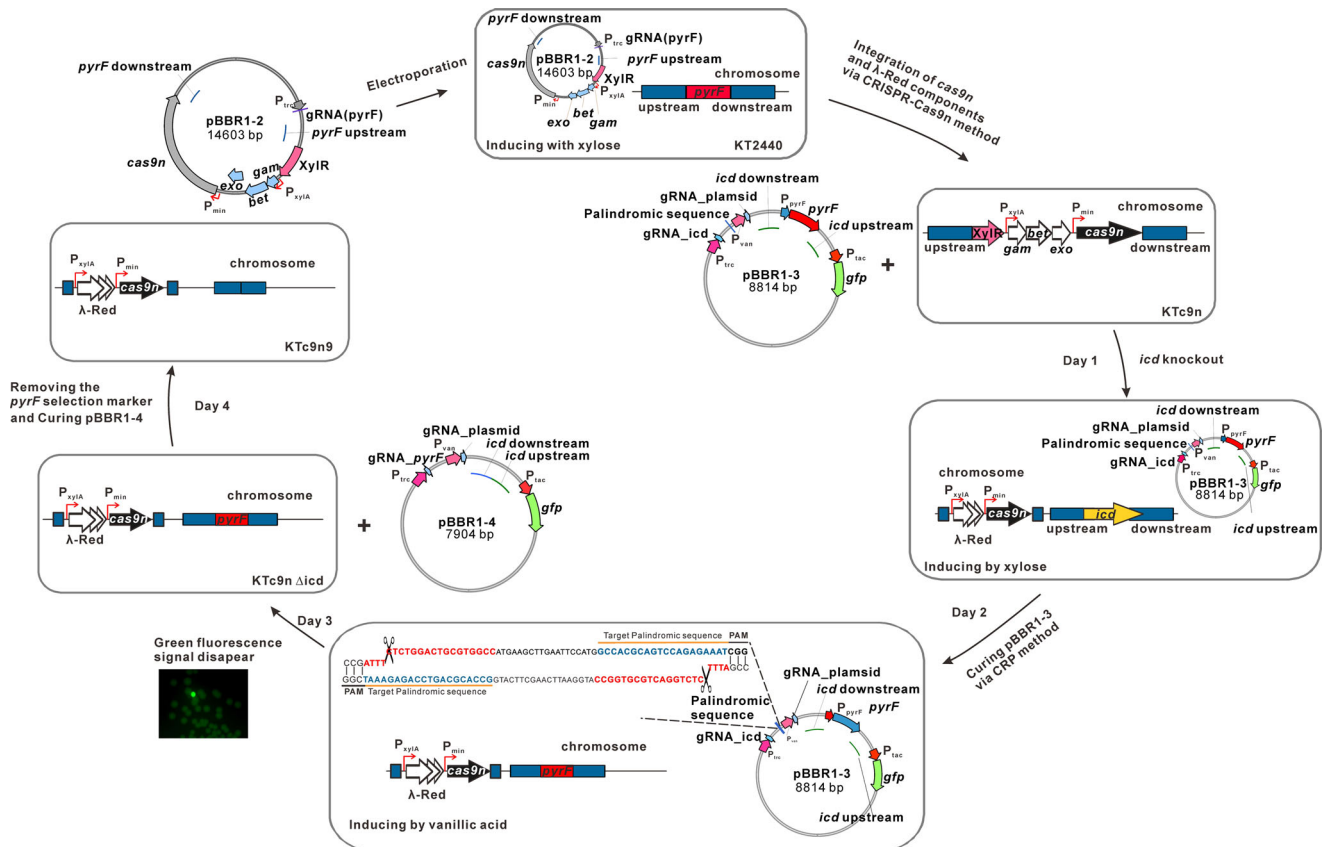 pyrF downstream
Ptrc
gRNA(pyrF)
pBBR1-2
14603 bp
pyrF upstream
cas9n
XylR
gam
exo
bet
PxylA
Pmin
Electroporation
pyrF downstream
Ptrc
gRNA(pyrF)
pBBR1-2
14603 bp
pyrF upstream
cas9n
XylR
PxylA
Pmin
bet
exo
gam
chromosome
pyrF
upstream
downstream
Inducing with xylose
KT2440
Integration of cas9n
and λ-Red components
via CRISPR-Cas9n method
icd downstream
gRNA_plamsid
PpyrF
pyrF
Palindromic sequence
icd upstream
gRNA_icd
Pvan
Ptrc
Ptac
pBBR1-3
8814 bp
gfp
+
chromosome
PxylA
Pmin
XylR
bet
cas9n
upstream
gam
exo
downstream
KTc9n
Day 1
icd knockout
icd downstream
gRNA_plamsid
PpyrF
Palindromic sequence
pyrF
gRNA_icd
Pvan
Ptrc
Ptac
pBBR1-3
8814 bp
gfp
chromosome
PxylA
Pmin
cas9n
icd
icd upstream
λ-Red
upstream
downstream
Inducing by xylose
Day 2
Curing pBBR1-3
via CRP method
Target Palindromic sequence
PAM
TCTGGACTGCGTGGCCATGAAGCTTGAATTCCATGGCCACGCAGTCCAGAGAAATCGG
CCGATTT
TTTAGCC
GGCTAAAGAGACCTGACGCACCGGTACTTCGAACTTAAGGTACCGGTGCGTCAGGTCTC
PAM
Target Palindromic sequence
gRNA_plamsid
icd downstream
Palindromic
sequence
PpyrF
pyrF
gRNA_icd
Pvan
Ptrc
Ptac
pBBR1-3
8814 bp
gfp
icd upstream
chromosome
PxylA
Pmin
cas9n
pyrF
λ-Red
Inducing by vanillic acid
Day 3
Green fluorescence
signal disapear
gRNA_plasmid
Pvan
icd downstream
icd upstream
gRNA_pyrF
Ptrc
Ptac
pBBR1-4
7904 bp
gfp
+
chromosome
PxylA
Pmin
cas9n
pyrF
λ-Red
KTc9n Δicd
Removing the
pyrF selection marker
and Curing pBBR1-4
Day 4
chromosome
PxylA
Pmin
cas9n
λ-Red
KTc9n9